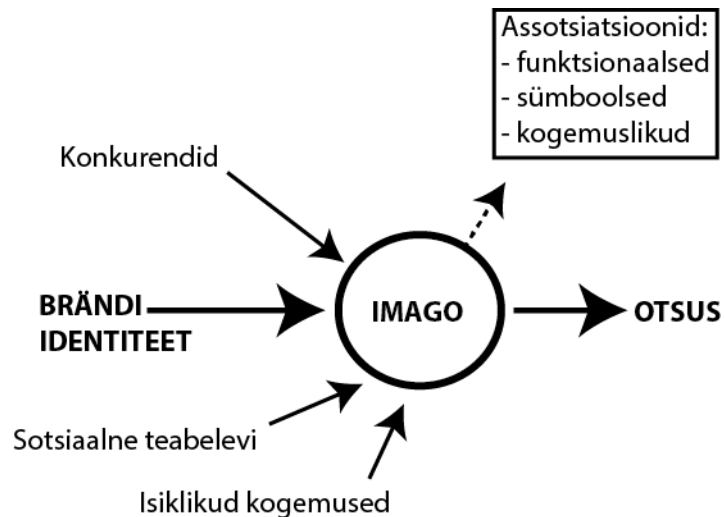 Assotsiatsioonid:
- funktsionaalsed
- sümboolsed
- kogemuslikud
Konkurendid
BRÄNDI
IDENTITEET
IMAGO
OTSUS
Sotsiaalne teabelevi
Isiklikud kogemused